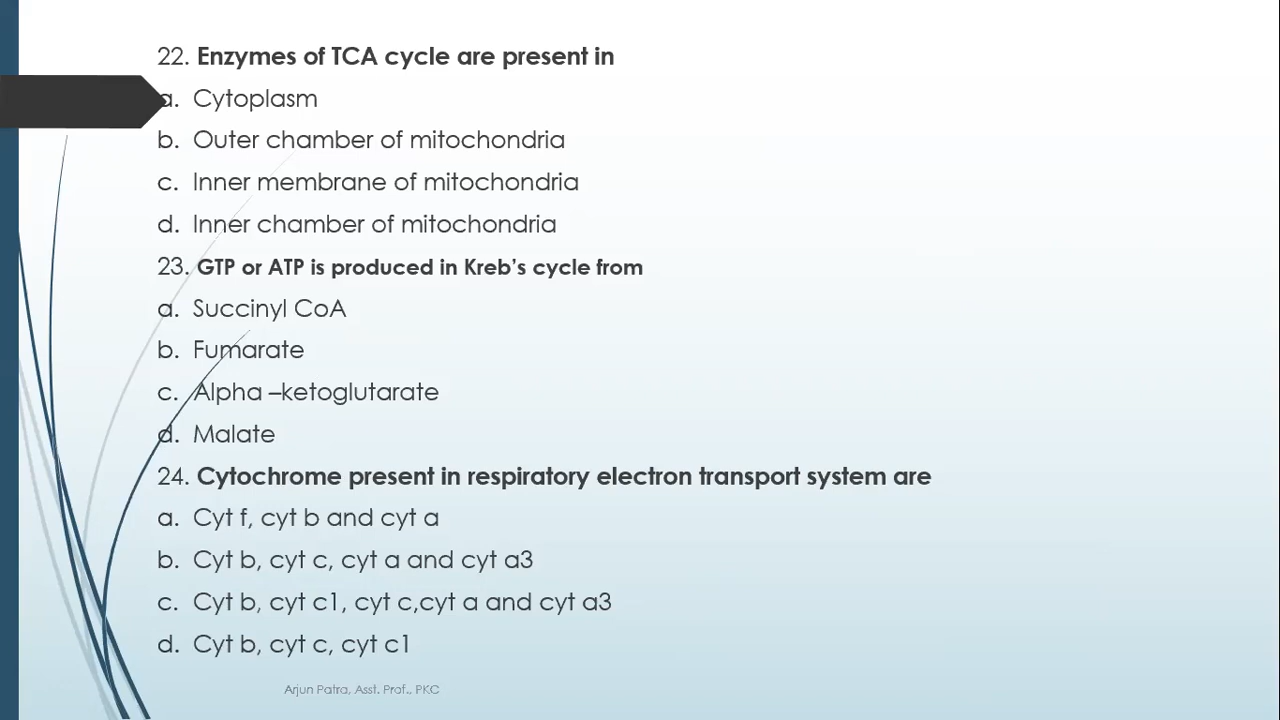 22. Enzymes of TCA cycle are present in
a. Cytoplasm
b. Outer chamber of mitochondria
c. Inner membrane of mitochondria
d. Inner chamber of mitochondria
23. GTP or ATP is produced in Kreb’s cycle from
a. Succinyl CoA
b. Fumarate
c. Alpha –ketoglutarate
d. Malate
24. Cytochrome present in respiratory electron transport system are
a. Cyt f, cyt b and cyt a
b. Cyt b, cyt c, cyt a and cyt a3
c. Cyt b, cyt c1, cyt c,cyt a and cyt a3
d. Cyt b, cyt c, cyt c1
Arjun Patra, Asst. Prof., PKC